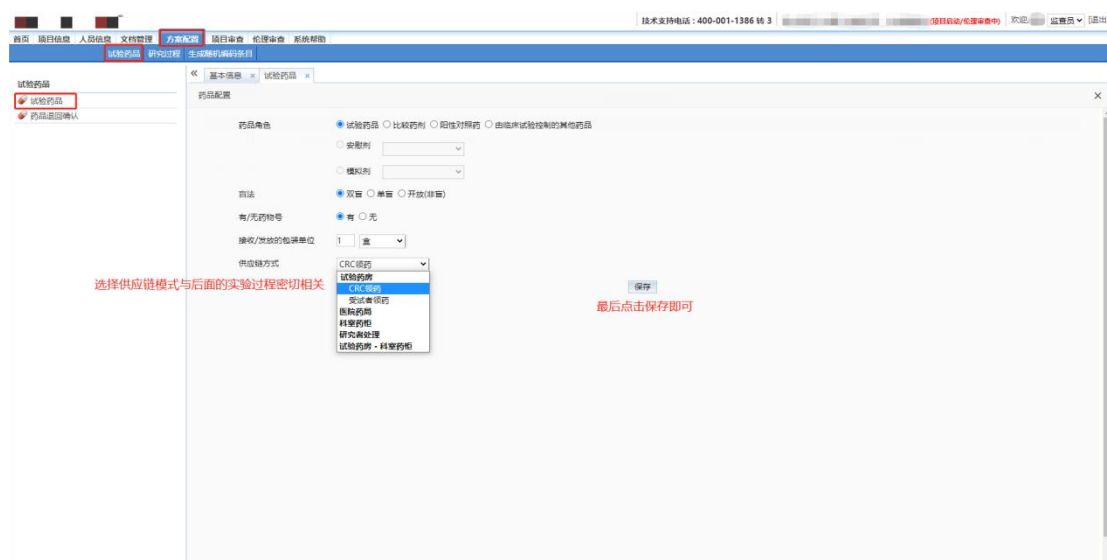 技术支持电话：400-001-1386 转 3 (项目启动/伦理审查中) 欢迎 监查员 [退出
首页 项目信息 人员信息 文档管理 方案配置 项目审查 伦理审查 系统帮助
试验药品 研究过程 生成随机编码条目
试验药品
试验药品
药品退回确认
« 基本信息 × 试验药品 ×
药品配置 ×
药品角色 试验药品 比较药剂 阳性对照药 由临床试验控制的其他药品
安慰剂
模拟剂
盲法 双盲 单盲 开放(非盲)
有/无药物号 有 无
接收/发放的包装单位 1 盒
供应链方式 CRC领药
试验药房
CRC领药
受试者领药
医院药局
科室药柜
研究者处理
试验药房 - 科室药柜
选择供应链模式与后面的实验过程密切相关
保存
最后点击保存即可